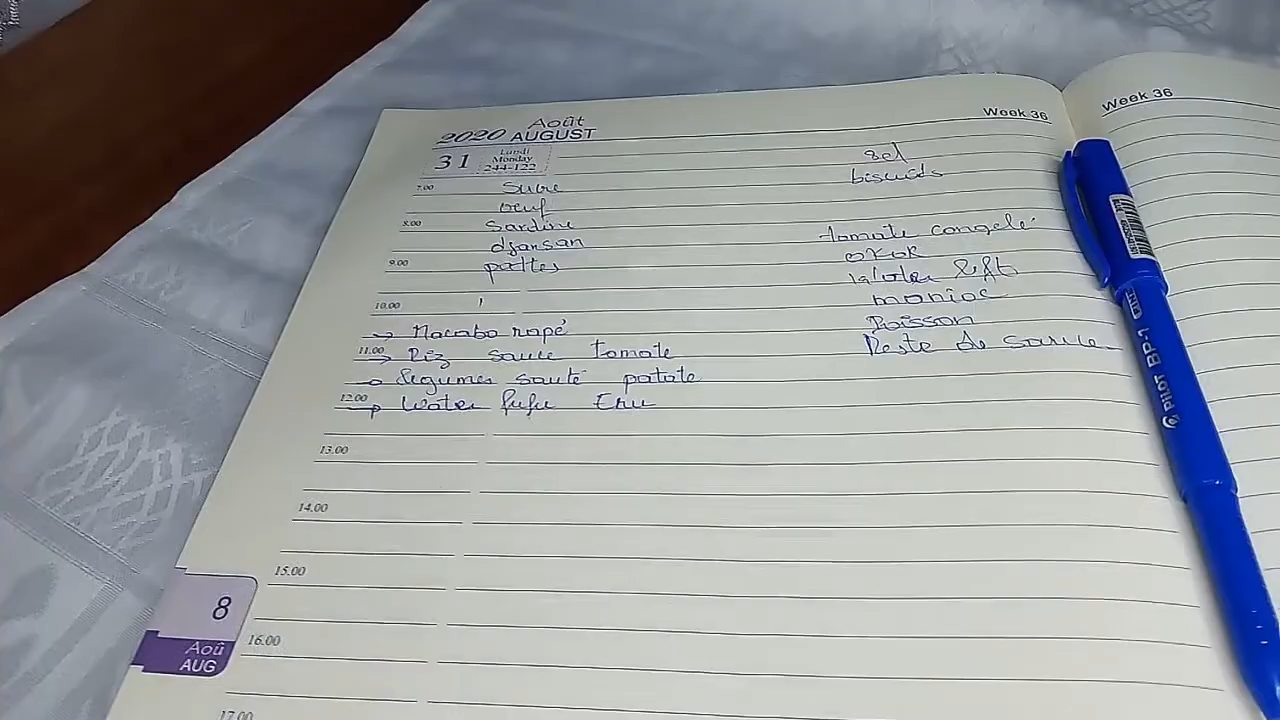 Août
2020 AUGUST
Week 36
31
Lundi
Monday
244-122
7.00
Sucre
oeuf
8.00
Sardine
djansan
9.00
pattes
10.00
→ Macabo rapé
11.00
→ Riz sauce tomate
→ légumes sauté patate
12.00
→ Water fufu Eru
13.00
14.00
15.00
16.00
17.00
sel
biscuits
tomate congelé
okok
manioc
Poisson
Reste de sauce
8
Aoû
AUG
Week 36
PILOT BP-1
FINE